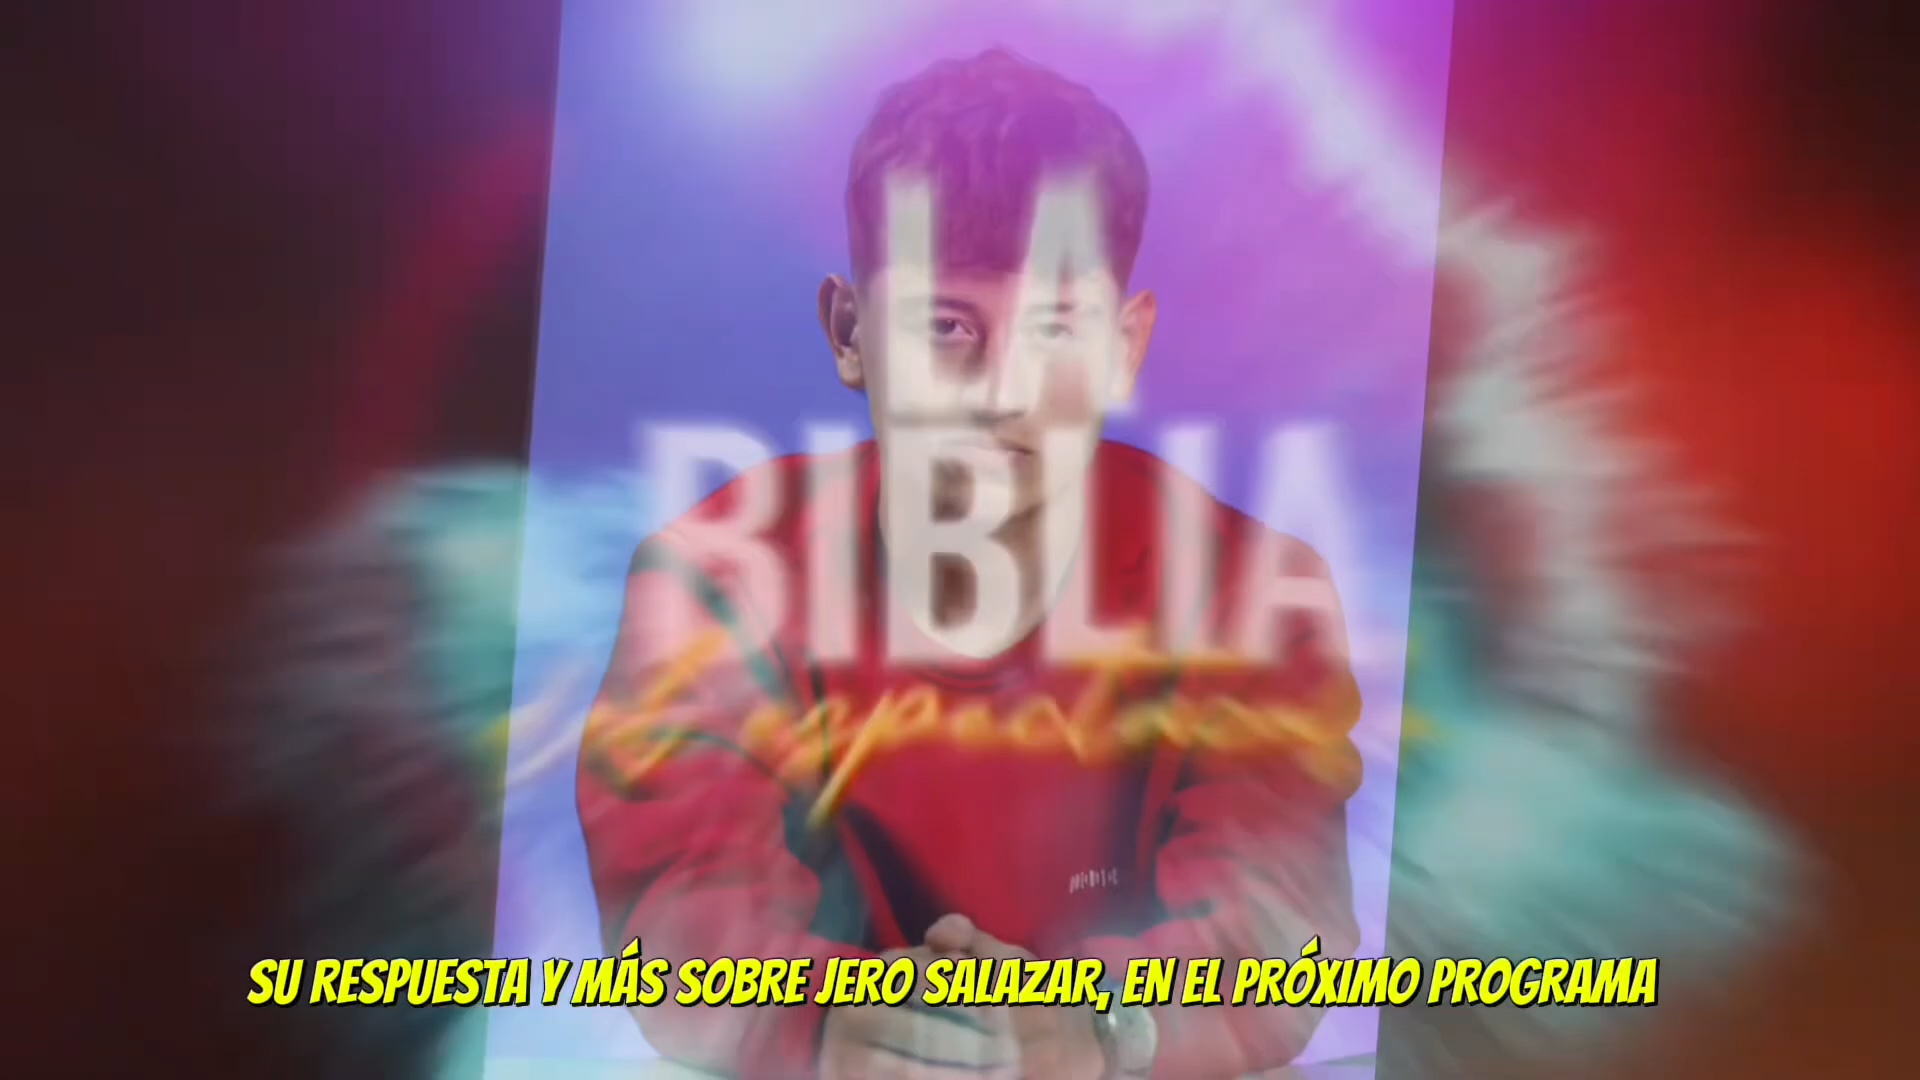 LA
BIBLIA
SU RESPUESTA Y MÁS SOBRE JERO SALAZAR, EN EL PRÓXIMO PROGRAMA